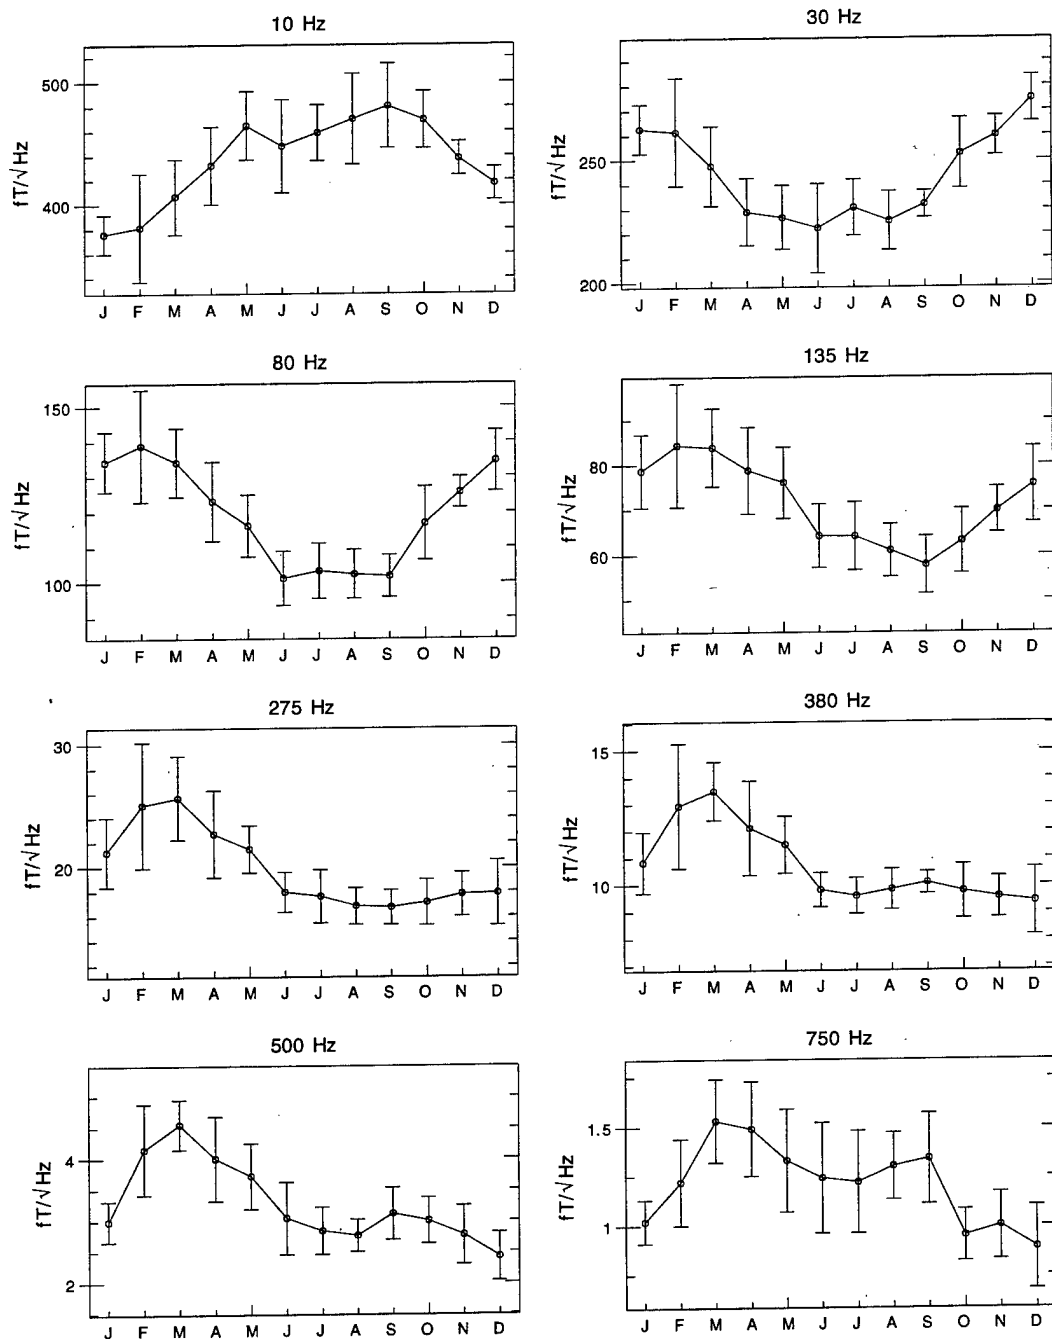 10 Hz
30 Hz
500
400
fT/√Hz
J F M A M J J A S O N D
250
200
fT/√Hz
J F M A M J J A S O N D
80 Hz
135 Hz
150
100
fT/√Hz
J F M A M J J A S O N D
80
60
fT/√Hz
J F M A M J J A S O N D
275 Hz
380 Hz
30
20
fT/√Hz
J F M A M J J A S O N D
15
10
fT/√Hz
J F M A M J J A S O N D
500 Hz
750 Hz
4
2
fT/√Hz
J F M A M J J A S O N D
1.5
1
fT/√Hz
J F M A M J J A S O N D